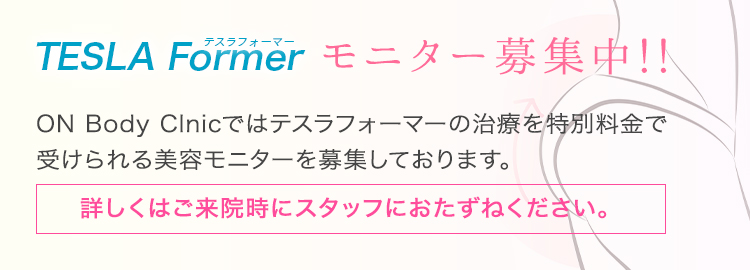 テスラフォーマー
TESLA Former モニター募集中!!
ON Body Clnicではテスラフォーマーの治療を特別料金で
受けられる美容モニターを募集しております。
詳しくはご来院時にスタッフにおたずねください。